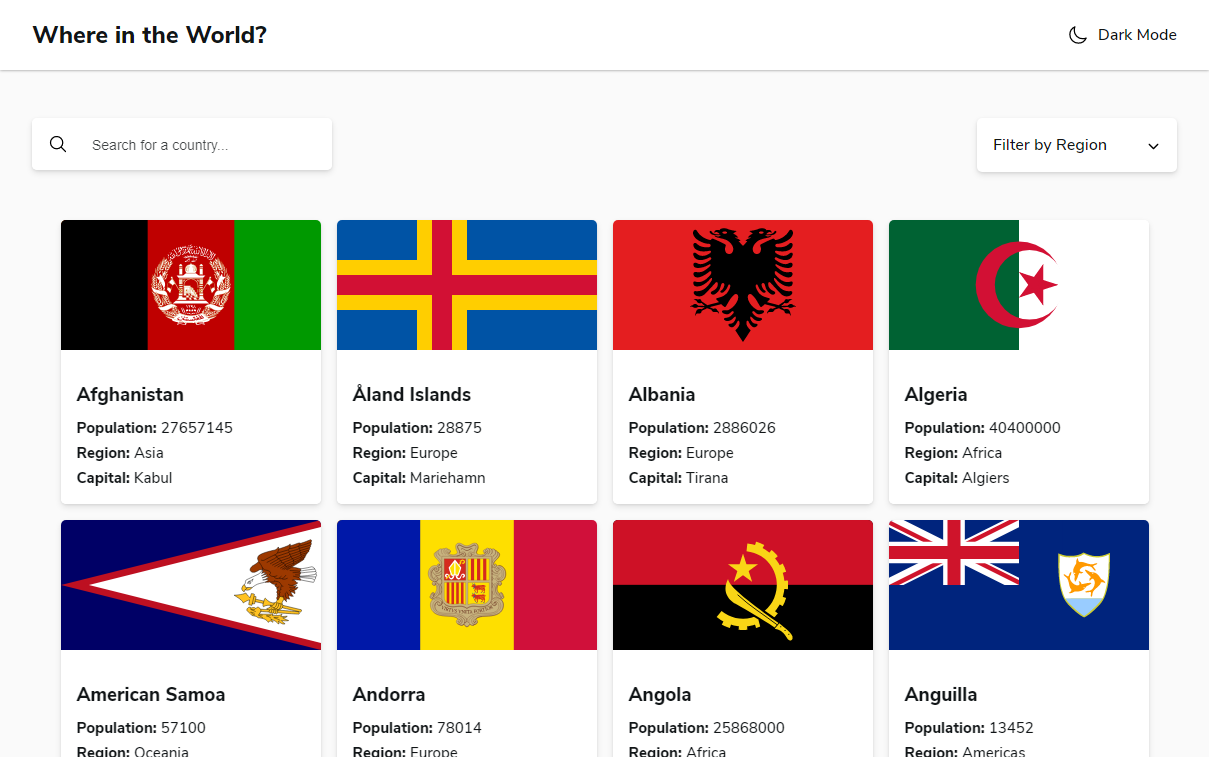 Where in the World?
Dark Mode
Search for a country...
Filter by Region
Afghanistan
Population: 27657145
Region: Asia
Capital: Kabul
Åland Islands
Population: 28875
Region: Europe
Capital: Mariehamn
Albania
Population: 2886026
Region: Europe
Capital: Tirana
Algeria
Population: 40400000
Region: Africa
Capital: Algiers
American Samoa
Population: 57100
Region: Oceania
Andorra
Population: 78014
Region: Europe
Angola
Population: 25868000
Region: Africa
Anguilla
Population: 13452
Region: Americas